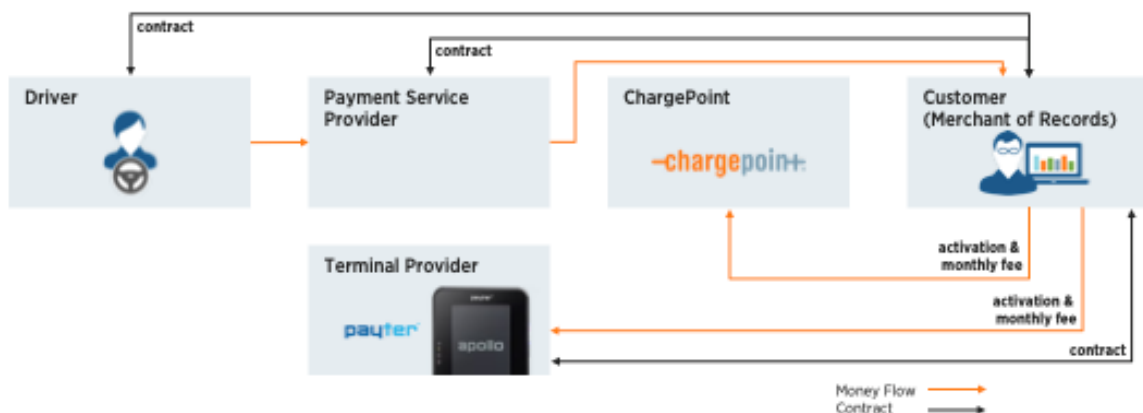 contract
contract
Driver
Payment Service
Provider
ChargePoint
Customer
(Merchant of Records)
chargepoin+
activation &
monthly fee
Terminal Provider
payter
payter
apollo
activation &
monthly fee
contract
Money Flow
Contract